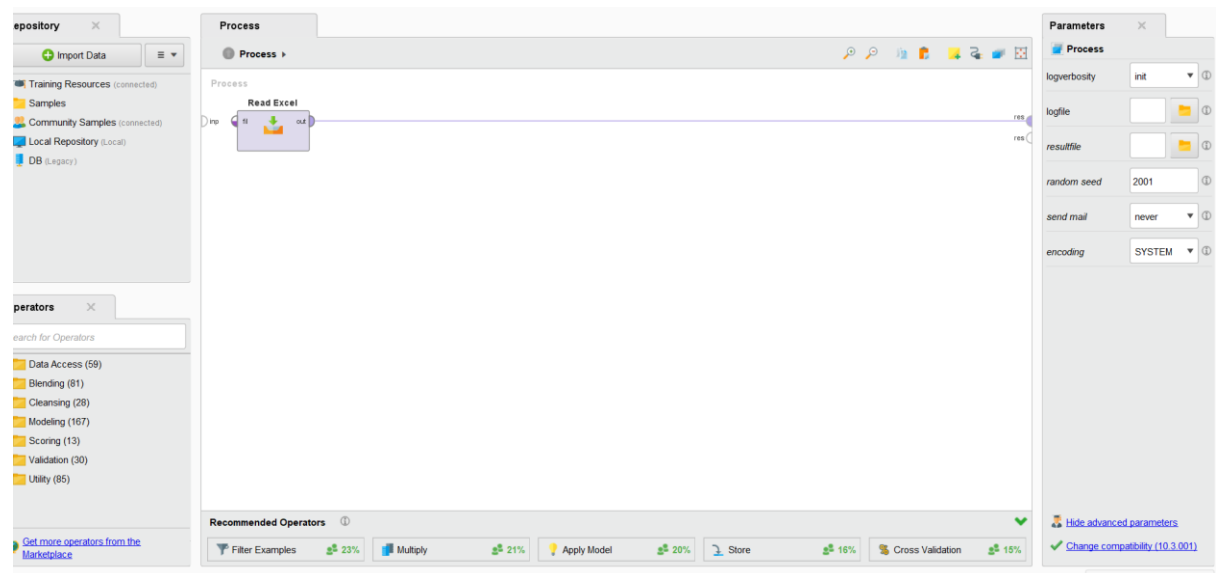 epository
Import Data
Training Resources (connected)
Samples
Community Samples (connected)
Local Repository (Local)
DB (Legacy)
perators
earch for Operators
Data Access (59)
Blending (81)
Cleansing (28)
Modeling (167)
Scoring (13)
Validation (30)
Utility (85)
Get more operators from the
Marketplace
Process
Process
Process
Read Excel
inp fil out res
res
Recommended Operators
Filter Examples 23% Multiply 21% Apply Model 20% Store 16% Cross Validation 15%
Parameters
Process
logverbosity init
logfile
resultfile
random seed 2001
send mail never
encoding SYSTEM
Hide advanced parameters
Change compatibility (10.3.001)